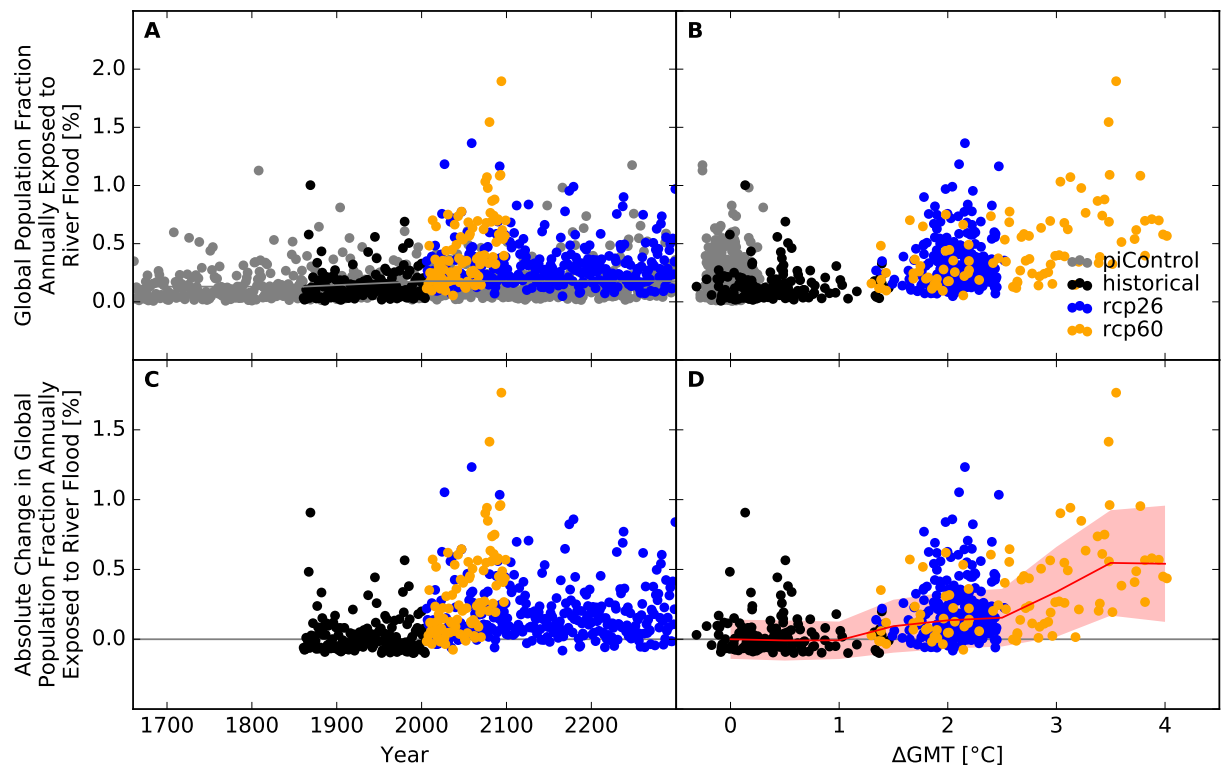 Global Population Fraction
Annually Exposed to
River Flood [%]
2.0
1.5
1.0
0.5
0.0
A
B
piControl
historical
rcp26
rcp60
Absolute Change in Global
Population Fraction Annually
Exposed to River Flood [%]
1.5
1.0
0.5
0.0
C
D
1700 1800 1900 2000 2100 2200
0 1 2 3 4
Year
ΔGMT [°C]